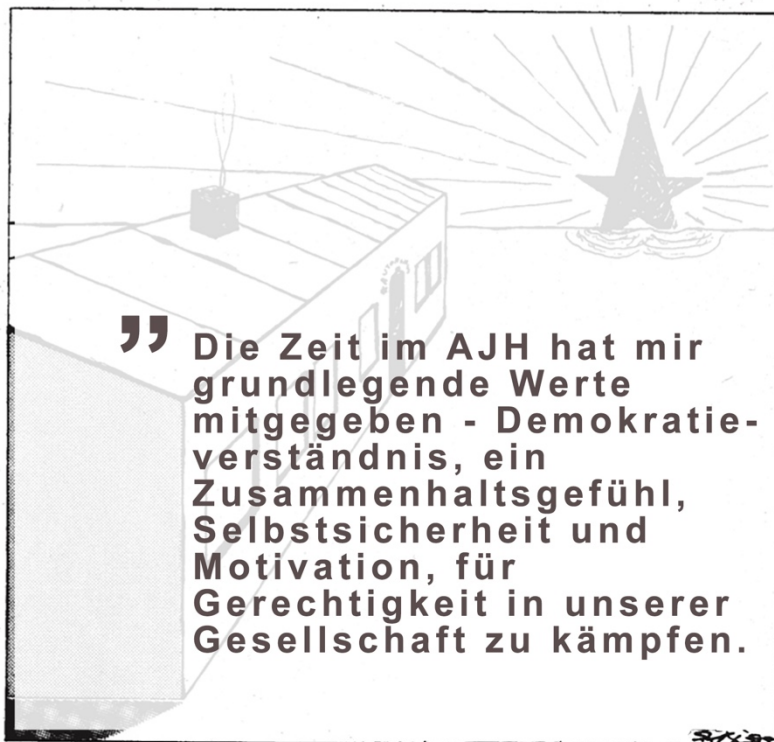 ” Die Zeit im AJH hat mir
grundlegende Werte
mitgegeben - Demokratie-
verständnis, ein
Zusammenhaltsgefühl,
Selbstsicherheit und
Motivation, für
Gerechtigkeit in unserer
Gesellschaft zu kämpfen.